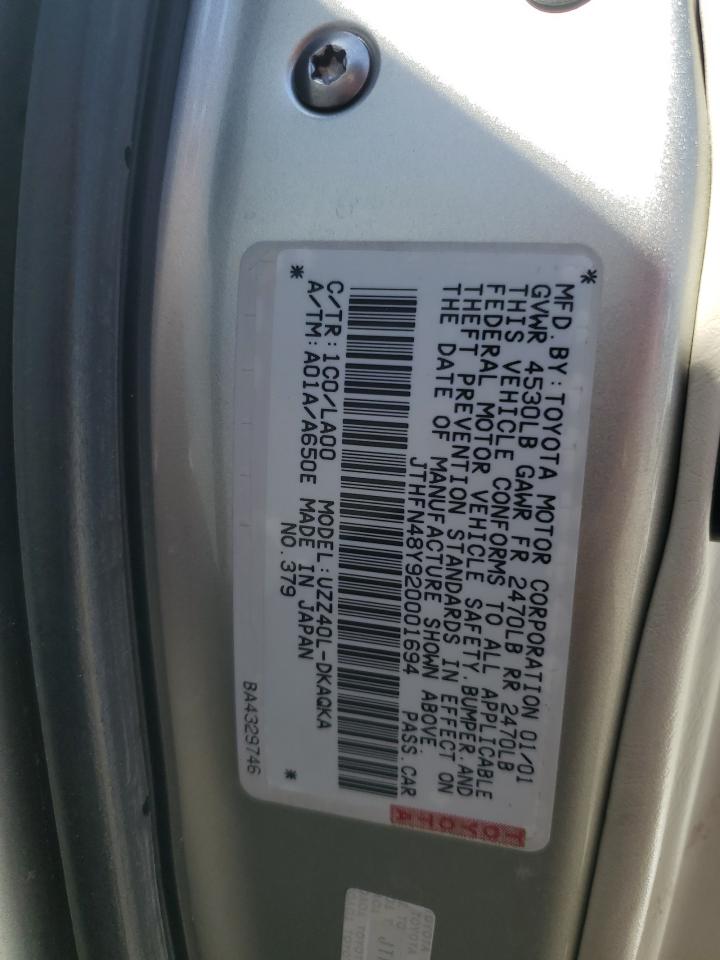 MFD.BY:TOYOTA MOTOR CORPORATION 01/01
GVWR 4530LB GAWR FR 2470LB RR 2470LB
THIS VEHICLE CONFORMS TO ALL APPLICABLE
FEDERAL MOTOR VEHICLE SAFETY,BUMPER,AND
THEFT PREVENTION STANDARDS IN EFFECT ON
THE DATE OF MANUFACTURE SHOWN ABOVE.
JTHFN48Y920001694 PASS.CAR
C/TR:1C0/LA00 MODEL:UZZ40L-DKAQKA
A/TM:A01A/A650E MADE IN JAPAN
NO.379
BA4329746
TOYOTA
TOYOTA